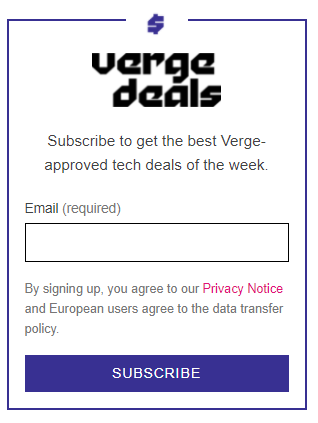 $
verge
deals
Subscribe to get the best Verge-
approved tech deals of the week.
Email (required)
By signing up, you agree to our Privacy Notice
and European users agree to the data transfer
policy.
SUBSCRIBE